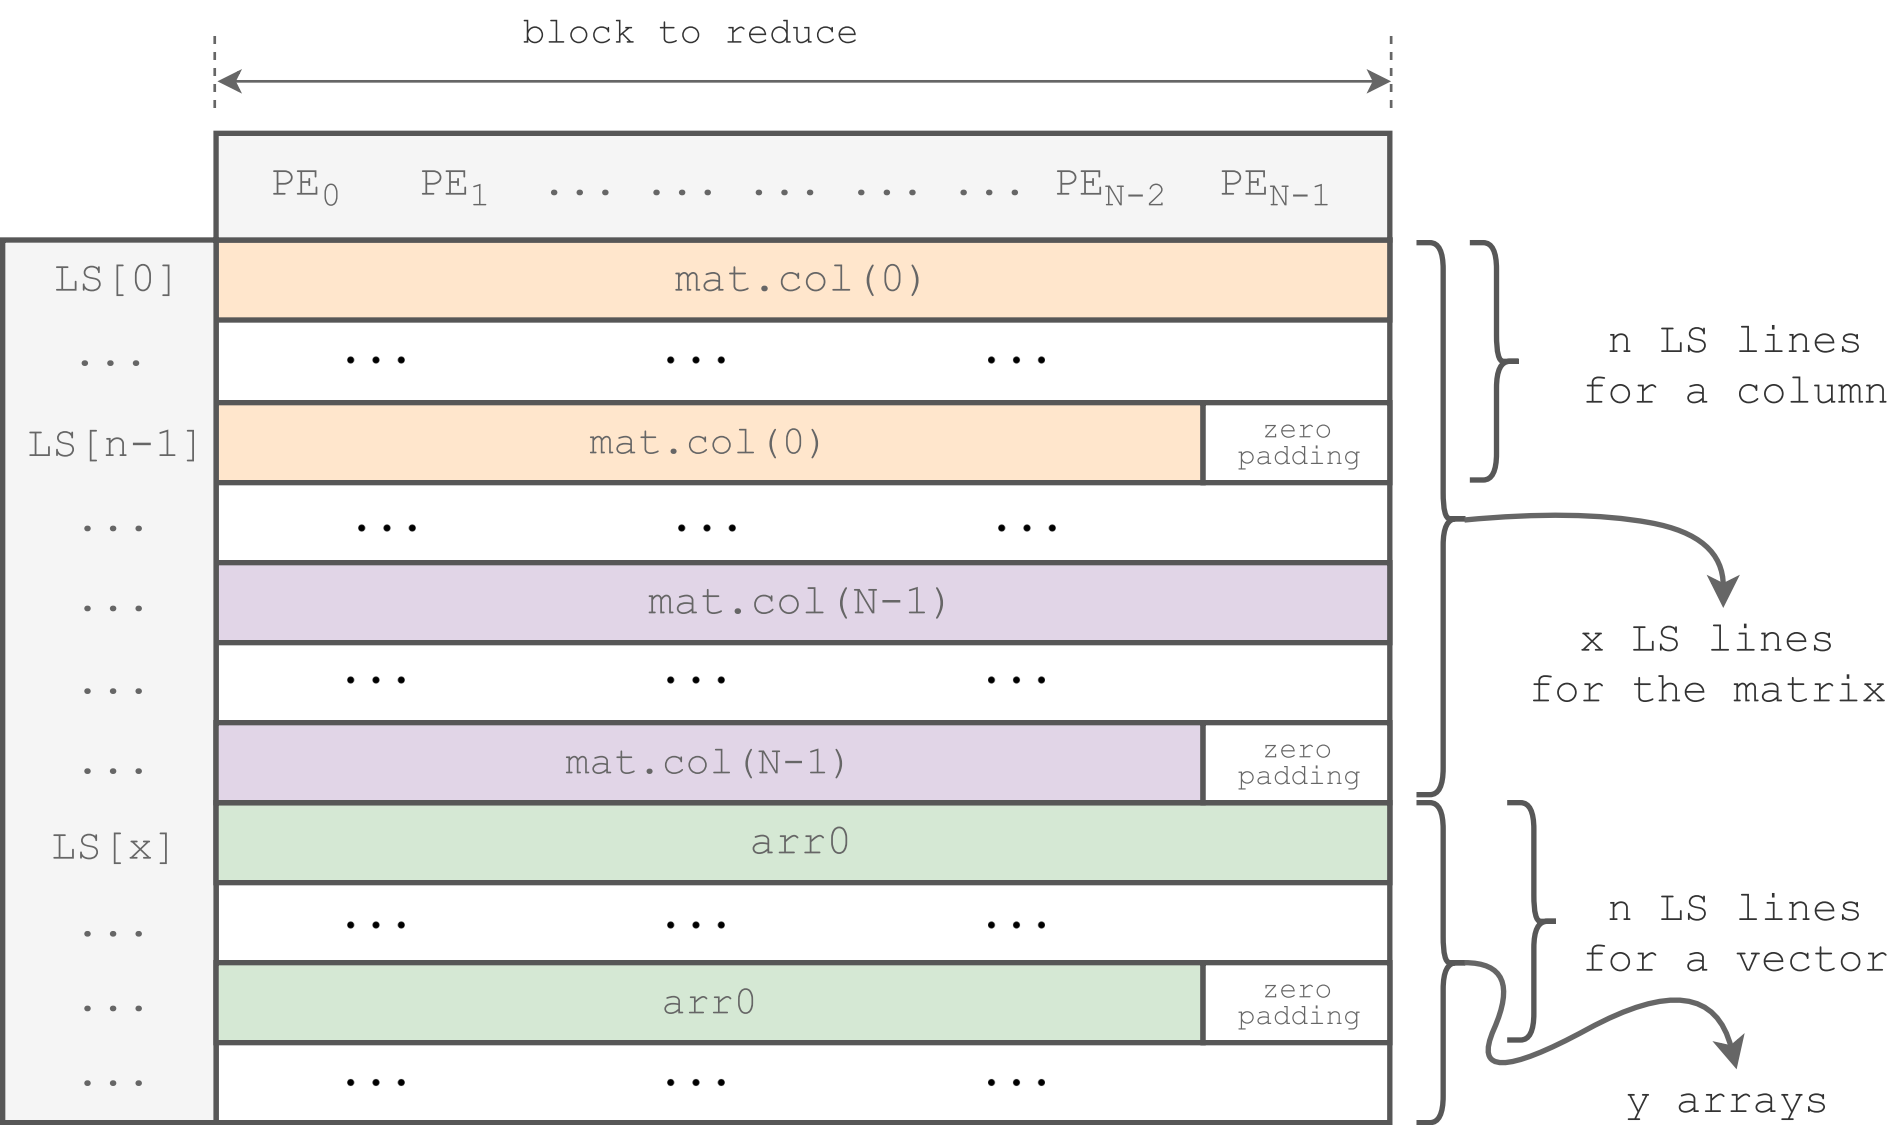 block to reduce
PE0 PE1 ... ... ... ... ... PEN-2 PEN-1
LS[0] mat.col(0)
... ... ... ...
LS[n-1] mat.col(0) zero
padding
n LS lines
for a column
... ... ... ...
... mat.col(N-1)
... ... ... ...
x LS lines
for the matrix
... mat.col(N-1) zero
padding
LS[x] arr0
... ... ... ...
n LS lines
for a vector
... arr0 zero
padding
... ... ... ...
y arrays